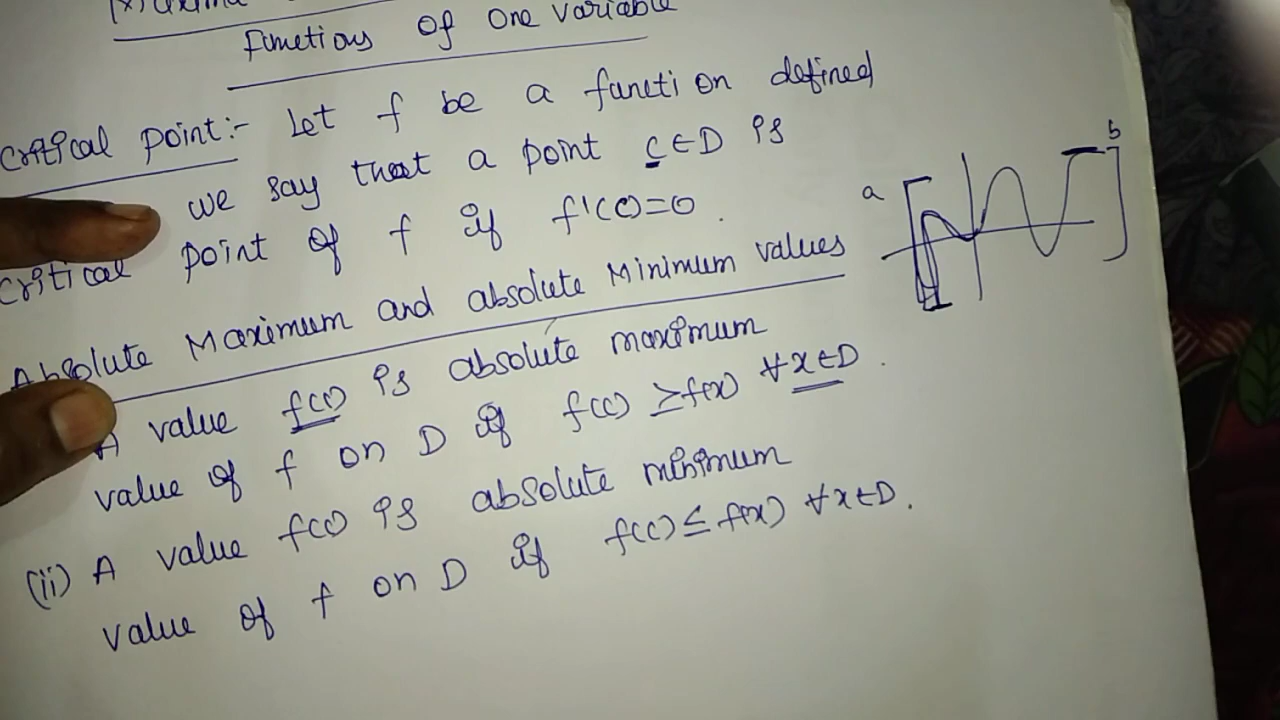 Functions of One Variable
Critical point:- Let f be a function defined
we say that a point c∈D is
critical point of f if f'(c)=0.
Absolute Maximum and absolute Minimum values
A value f(c) is absolute maximum
value of f on D if f(c) ≥f(x) ∀x∈D.
(ii) A value f(c) is absolute minimum
value of f on D if f(c)≤f(x) ∀x∈D.
a
b